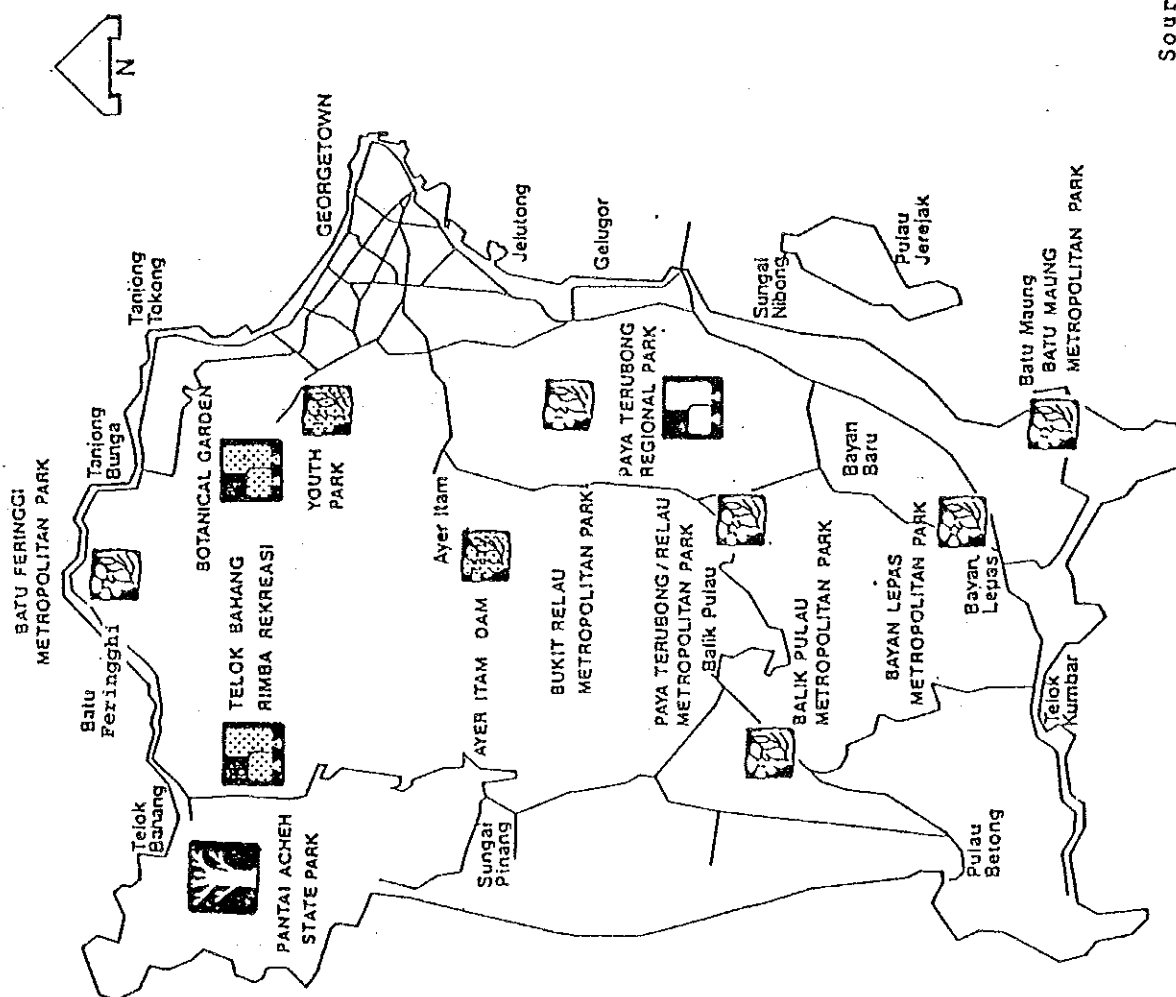 N
BATU FERINGGI
METROPOLITAN PARK
Batu
Feringghi
Tanjong
Bunga
Tanjong
Tokong
GEORGETOWN
Telok
Bahang
PANTAI ACHEH
STATE PARK
TELOK BAHANG
RIMBA REKREASI
BOTANICAL GARDEN
YOUTH
PARK
Ayer Itam
AYER ITAM DAM
Jelutong
Gelugor
Sungai
Pinang
BUKIT RELAU
METROPOLITAN PARK
PAYA TERUBONG
REGIONAL PARK
PAYA TERUBONG / RELAU
METROPOLITAN PARK
Balik Pulau
BALIK PULAU
METROPOLITAN PARK
Sungai
Nibong
Pulau
Jerejak
Bayan
Baru
BAYAN LEPAS
METROPOLITAN PARK
Bayan
Lepas
Batu Maung
BATU MAUNG
METROPOLITAN PARK
Pulau
Betong
Telok
Kumbar